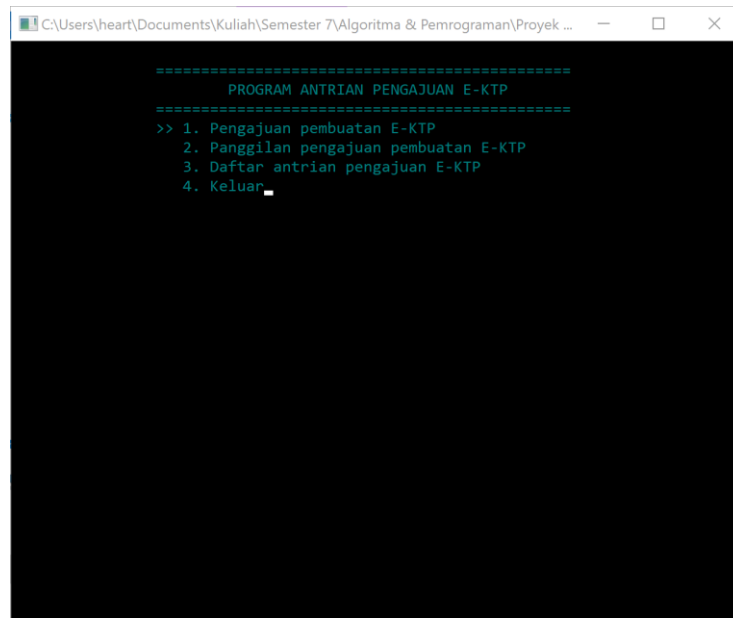 C:\Users\heart\Documents\Kuliah\Semester 7\Algoritma & Pemrograman\Proyek ...
==============================================
PROGRAM ANTRIAN PENGAJUAN E-KTP
==============================================
>> 1. Pengajuan pembuatan E-KTP
2. Panggilan pengajuan pembuatan E-KTP
3. Daftar antrian pengajuan E-KTP
4. Keluar